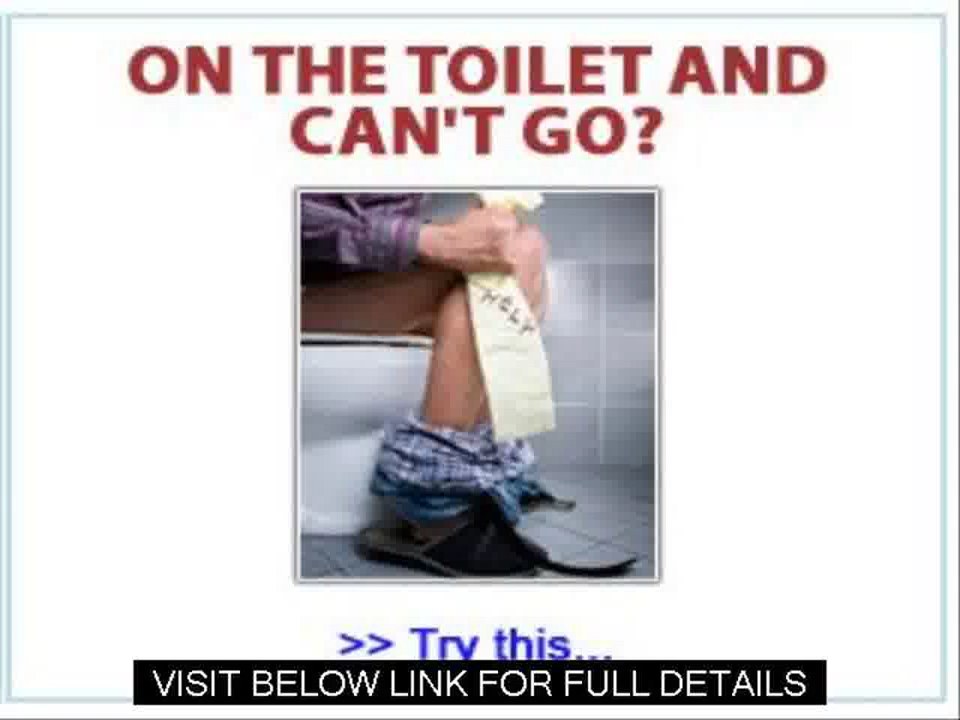 ON THE TOILET AND
CAN'T GO?
HELP
>> Try this...
VISIT BELOW LINK FOR FULL DETAILS